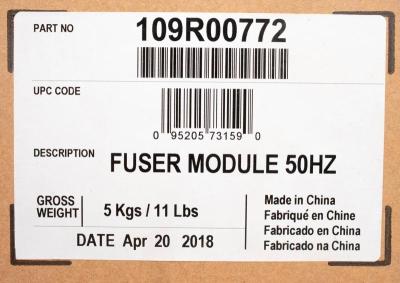 PART NO 109R00772
UPC CODE
0 95205 73159 0
DESCRIPTION FUSER MODULE 50HZ
GROSS WEIGHT 5 Kgs / 11 Lbs
DATE Apr 20 2018
Made in China
Fabriqué en Chine
Fabricado en China
Fabricado na China